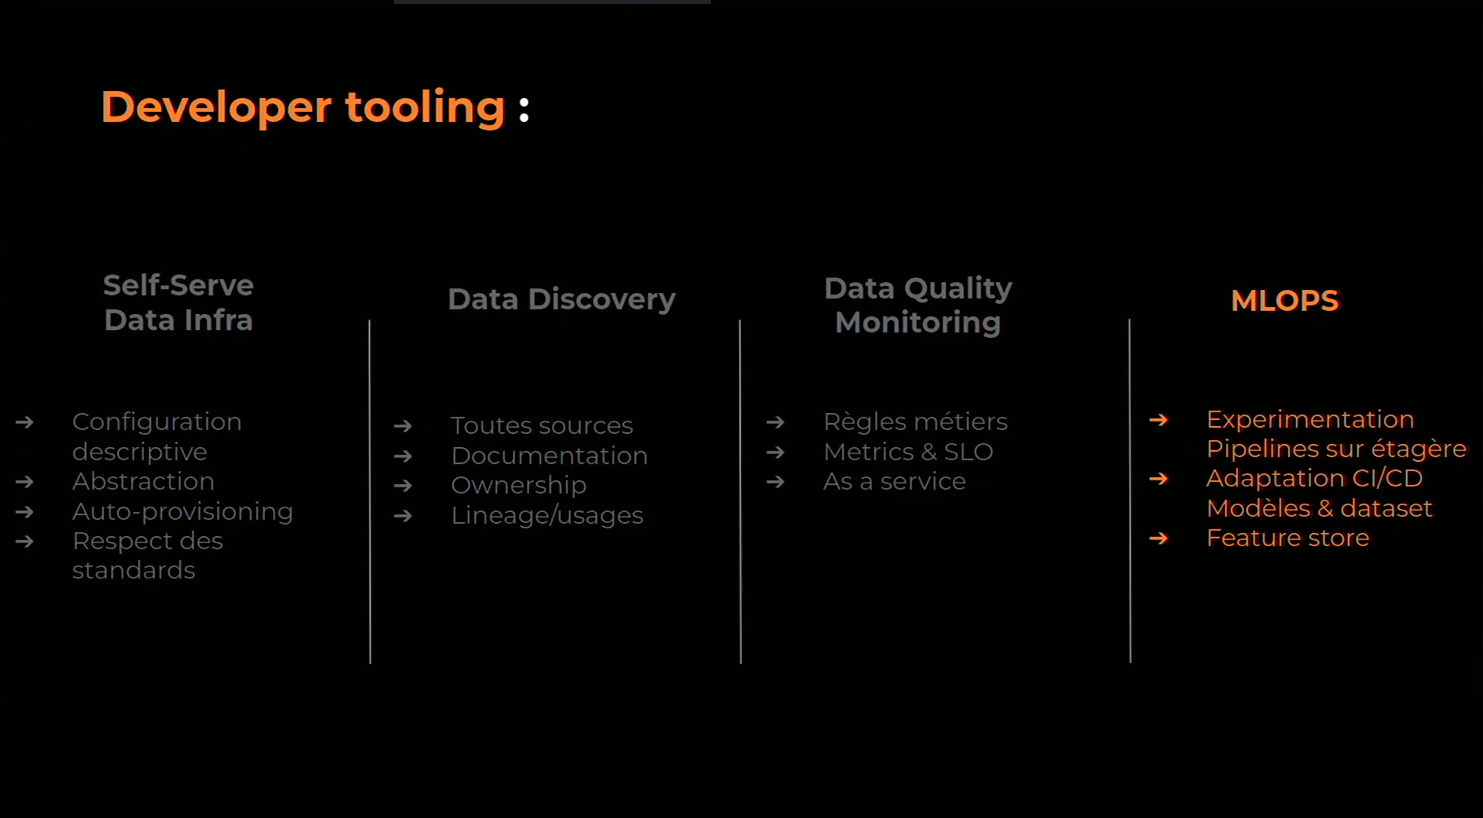 Developer tooling :
Self-Serve
Data Infra
➔ Configuration
descriptive
➔ Abstraction
➔ Auto-provisioning
➔ Respect des
standards
Data Discovery
➔ Toutes sources
➔ Documentation
➔ Ownership
➔ Lineage/usages
Data Quality
Monitoring
➔ Règles métiers
➔ Metrics & SLO
➔ As a service
MLOPS
➔ Experimentation
Pipelines sur étagère
➔ Adaptation CI/CD
Modèles & dataset
➔ Feature store